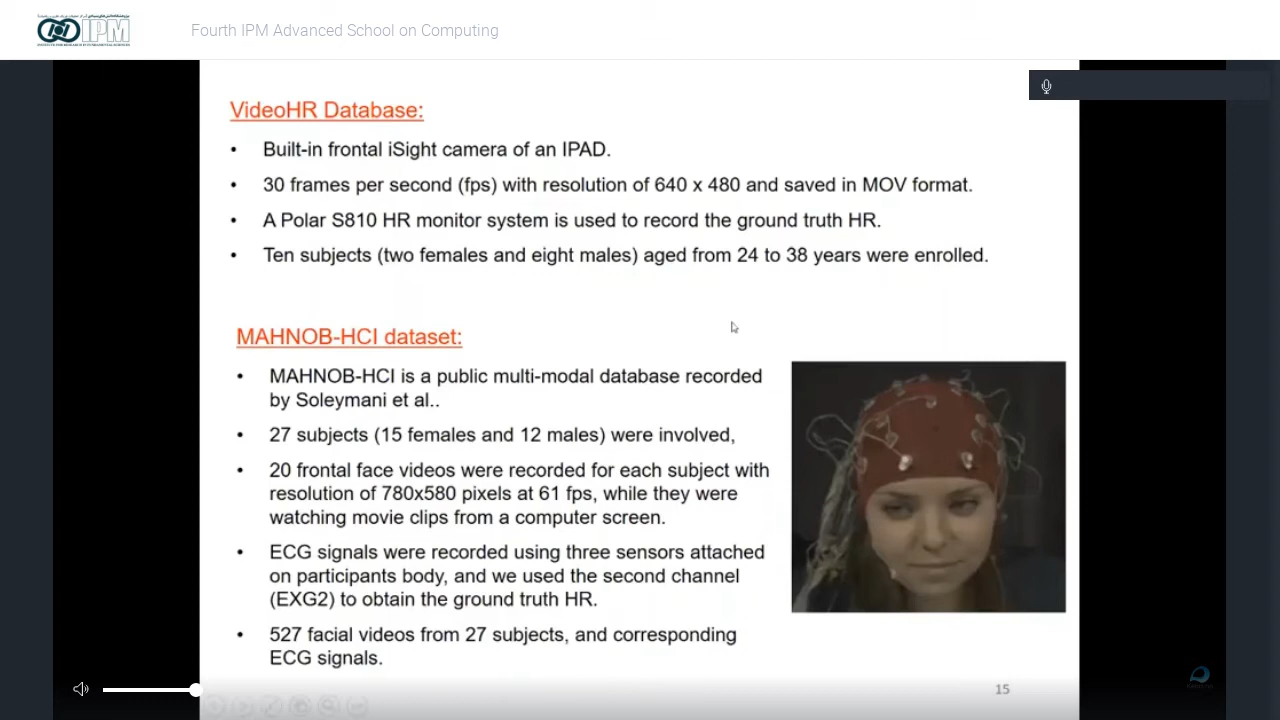 IPM
Fourth IPM Advanced School on Computing
VideoHR Database:
• Built-in frontal iSight camera of an IPAD.
• 30 frames per second (fps) with resolution of 640 x 480 and saved in MOV format.
• A Polar S810 HR monitor system is used to record the ground truth HR.
• Ten subjects (two females and eight males) aged from 24 to 38 years were enrolled.
MAHNOB-HCI dataset:
• MAHNOB-HCI is a public multi-modal database recorded
by Soleymani et al..
• 27 subjects (15 females and 12 males) were involved,
• 20 frontal face videos were recorded for each subject with
resolution of 780x580 pixels at 61 fps, while they were
watching movie clips from a computer screen.
• ECG signals were recorded using three sensors attached
on participants body, and we used the second channel
(EXG2) to obtain the ground truth HR.
• 527 facial videos from 27 subjects, and corresponding
ECG signals.
15